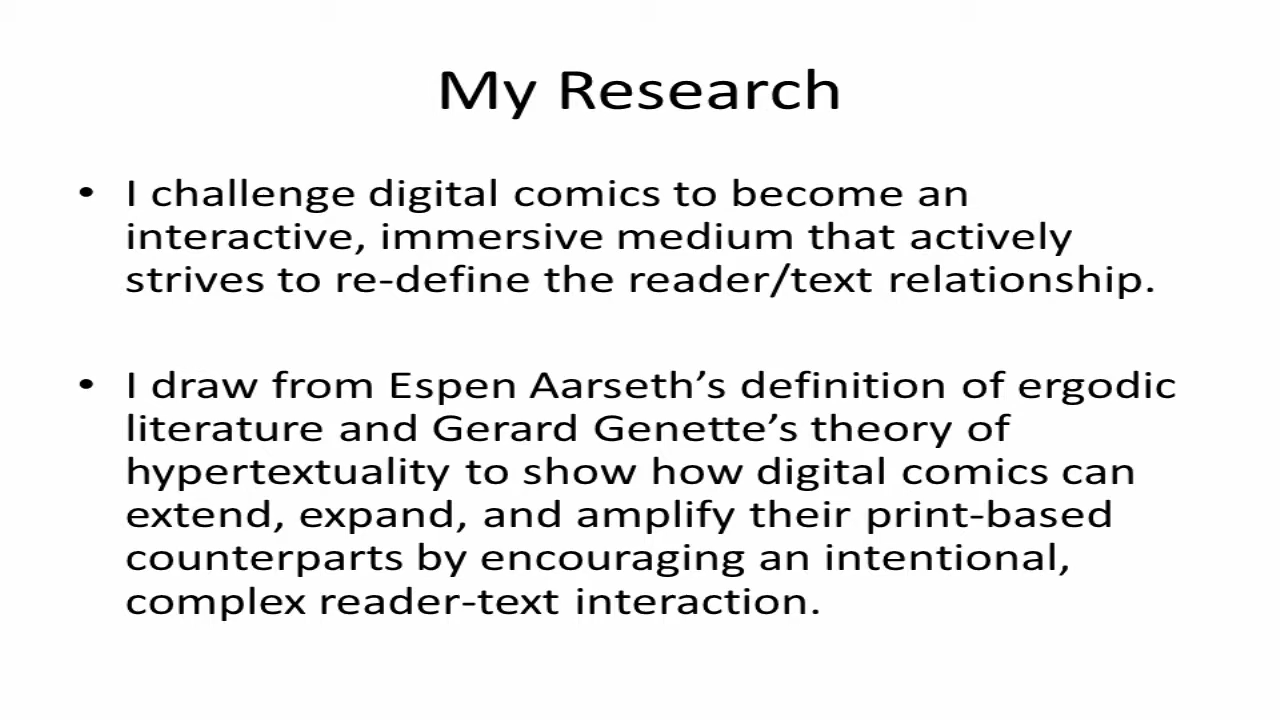 My Research
• I challenge digital comics to become an
interactive, immersive medium that actively
strives to re-define the reader/text relationship.
• I draw from Espen Aarseth’s definition of ergodic
literature and Gerard Genette’s theory of
hypertextuality to show how digital comics can
extend, expand, and amplify their print-based
counterparts by encouraging an intentional,
complex reader-text interaction.